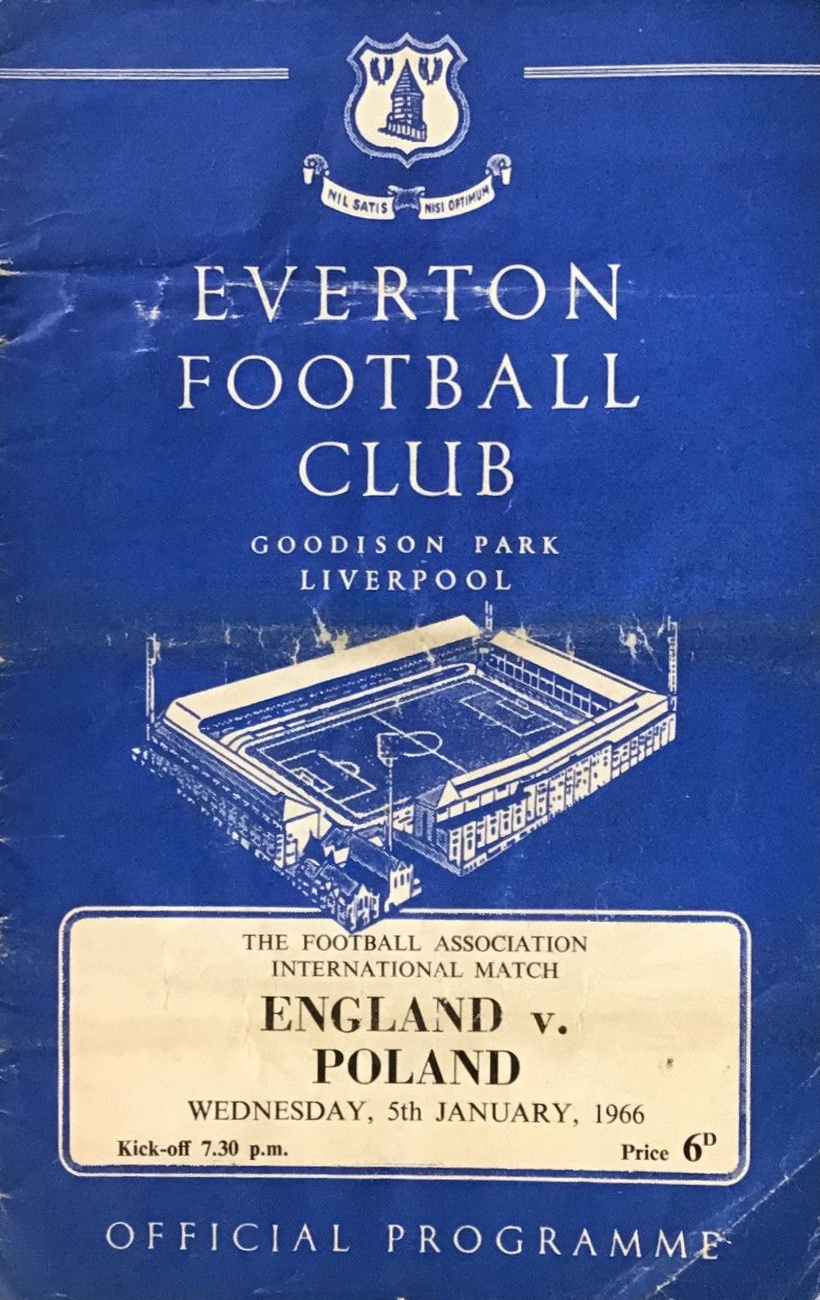 NIL SATIS NISI OPTIMUM
EVERTON
FOOTBALL
CLUB
GOODISON PARK
LIVERPOOL
THE FOOTBALL ASSOCIATION
INTERNATIONAL MATCH
ENGLAND v.
POLAND
WEDNESDAY, 5th JANUARY, 1966
Kick-off 7.30 p.m. Price 6D
OFFICIAL PROGRAMME